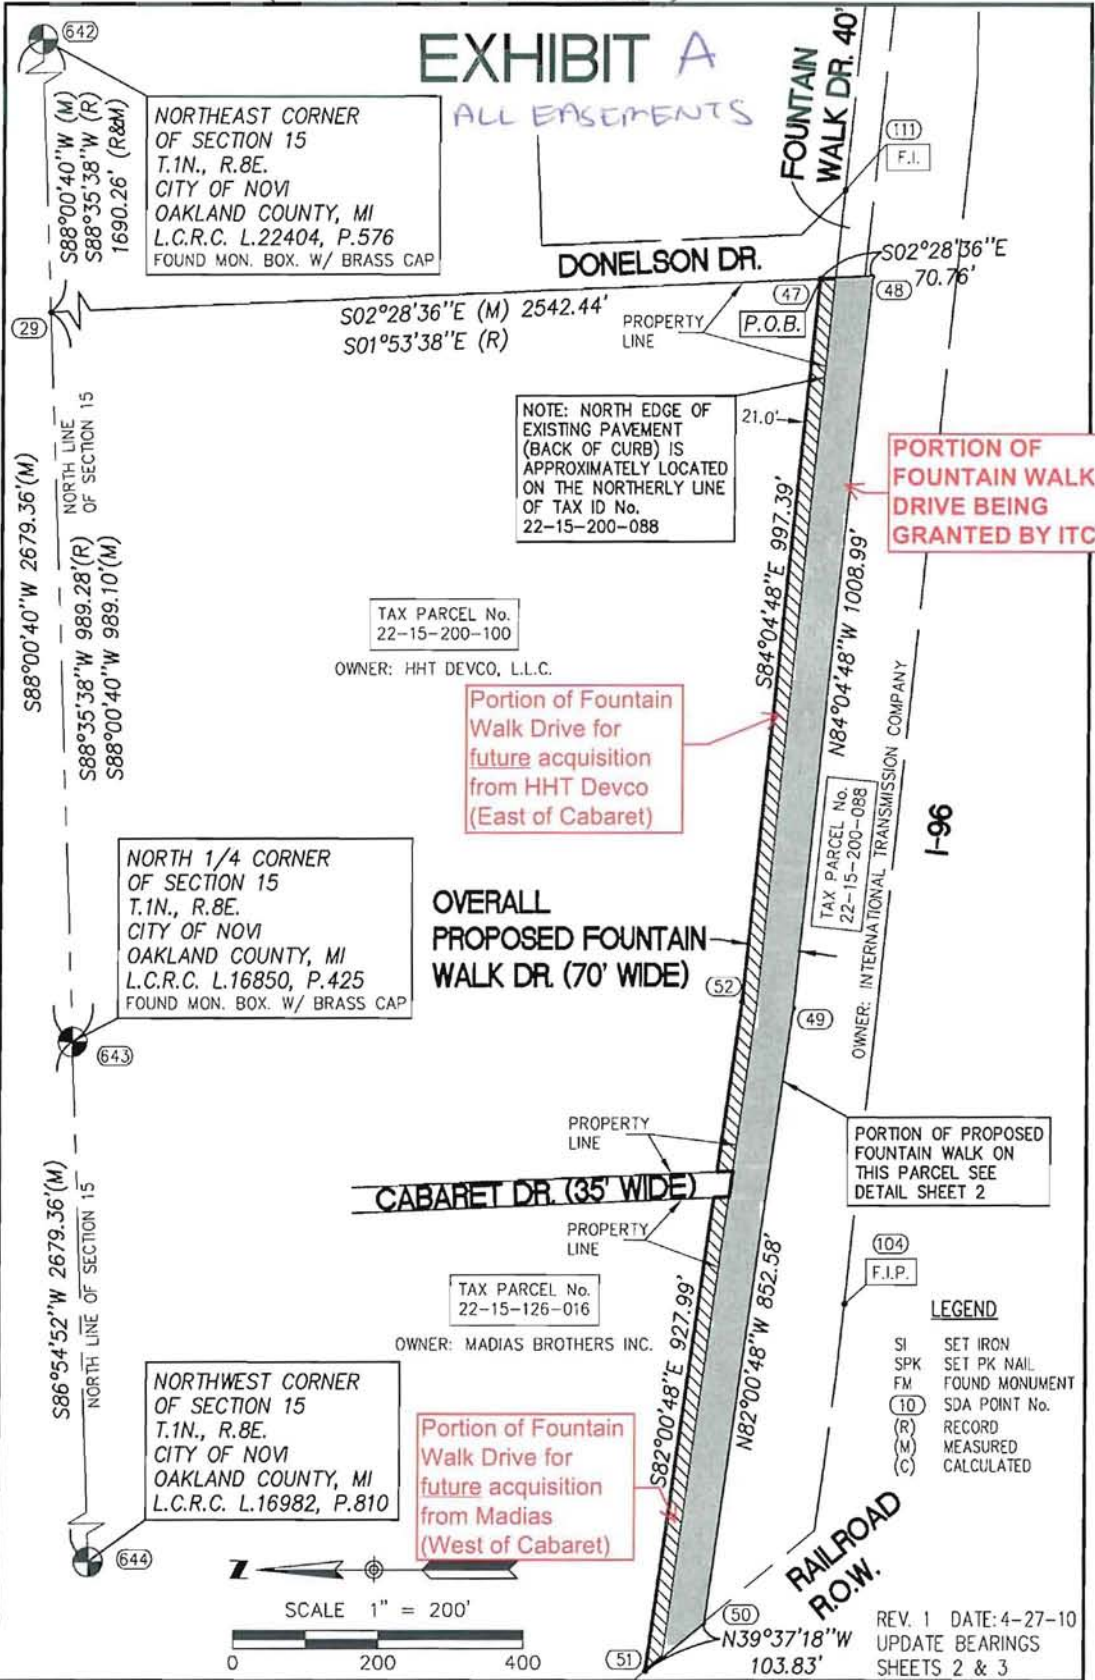 EXHIBIT A
ALL EASEMENTS
642
S88°00'40"W (M)
S88°35'38"W (R)
1690.26' (R&M)
NORTHEAST CORNER
OF SECTION 15
T.1N., R.8E.
CITY OF NOVI
OAKLAND COUNTY, MI
L.C.R.C. L.22404, P.576
FOUND MON. BOX. W/ BRASS CAP
FOUNTAIN
WALK DR. 40'
111
F.I.
DONELSON DR.
S02°28'36"E
70.76'
47
48
P.O.B.
29
S02°28'36"E (M) 2542.44'
S01°53'38"E (R)
PROPERTY
LINE
NOTE: NORTH EDGE OF
EXISTING PAVEMENT
(BACK OF CURB) IS
APPROXIMATELY LOCATED
ON THE NORTHERLY LINE
OF TAX ID No.
22-15-200-088
21.0'
PORTION OF
FOUNTAIN WALK
DRIVE BEING
GRANTED BY ITC
NORTH LINE
OF SECTION 15
S88°00'40"W 2679.36'(M)
S88°35'38"W 989.28'(R)
S88°00'40"W 989.10'(M)
S84°04'48"E 997.39'
N84°04'48"W 1008.99'
TAX PARCEL No.
22-15-200-100
OWNER: HHT DEVCO, L.L.C.
Portion of Fountain
Walk Drive for
future acquisition
from HHT Devco
(East of Cabaret)
TAX PARCEL No.
22-15-200-088
OWNER: INTERNATIONAL TRANSMISSION COMPANY
I-96
NORTH 1/4 CORNER
OF SECTION 15
T.1N., R.8E.
CITY OF NOVI
OAKLAND COUNTY, MI
L.C.R.C. L.16850, P.425
FOUND MON. BOX. W/ BRASS CAP
OVERALL
PROPOSED FOUNTAIN
WALK DR. (70' WIDE)
52
49
643
PROPERTY
LINE
PORTION OF PROPOSED
FOUNTAIN WALK ON
THIS PARCEL SEE
DETAIL SHEET 2
CABARET DR. (35' WIDE)
PROPERTY
LINE
S86°54'52"W 2679.36'(M)
NORTH LINE OF SECTION 15
104
F.I.P.
TAX PARCEL No.
22-15-126-016
OWNER: MADIAS BROTHERS INC.
S82°00'48"E 927.99'
N82°00'48"W 852.58'
LEGEND
SI SET IRON
SPK SET PK NAIL
FM FOUND MONUMENT
10 SDA POINT No.
(R) RECORD
(M) MEASURED
(C) CALCULATED
NORTHWEST CORNER
OF SECTION 15
T.1N., R.8E.
CITY OF NOVI
OAKLAND COUNTY, MI
L.C.R.C. L.16982, P.810
Portion of Fountain
Walk Drive for
future acquisition
from Madias
(West of Cabaret)
644
Z
SCALE 1" = 200'
0 200 400
RAILROAD
R.O.W.
50
51
N39°37'18"W
103.83'
REV. 1 DATE: 4-27-10
UPDATE BEARINGS
SHEETS 2 & 3